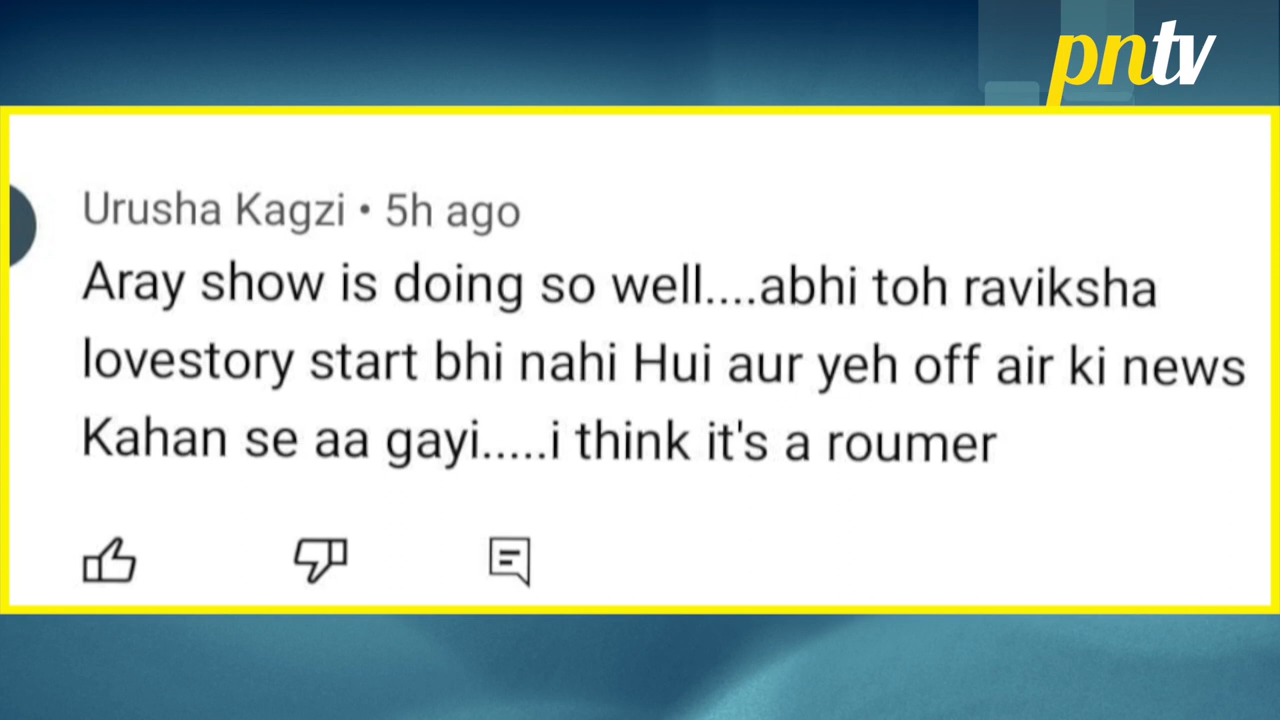 pntv
Urusha Kagzi • 5h ago
Aray show is doing so well....abhi toh raviksha
lovestory start bhi nahi Hui aur yeh off air ki news
Kahan se aa gayi.....i think it's a roumer